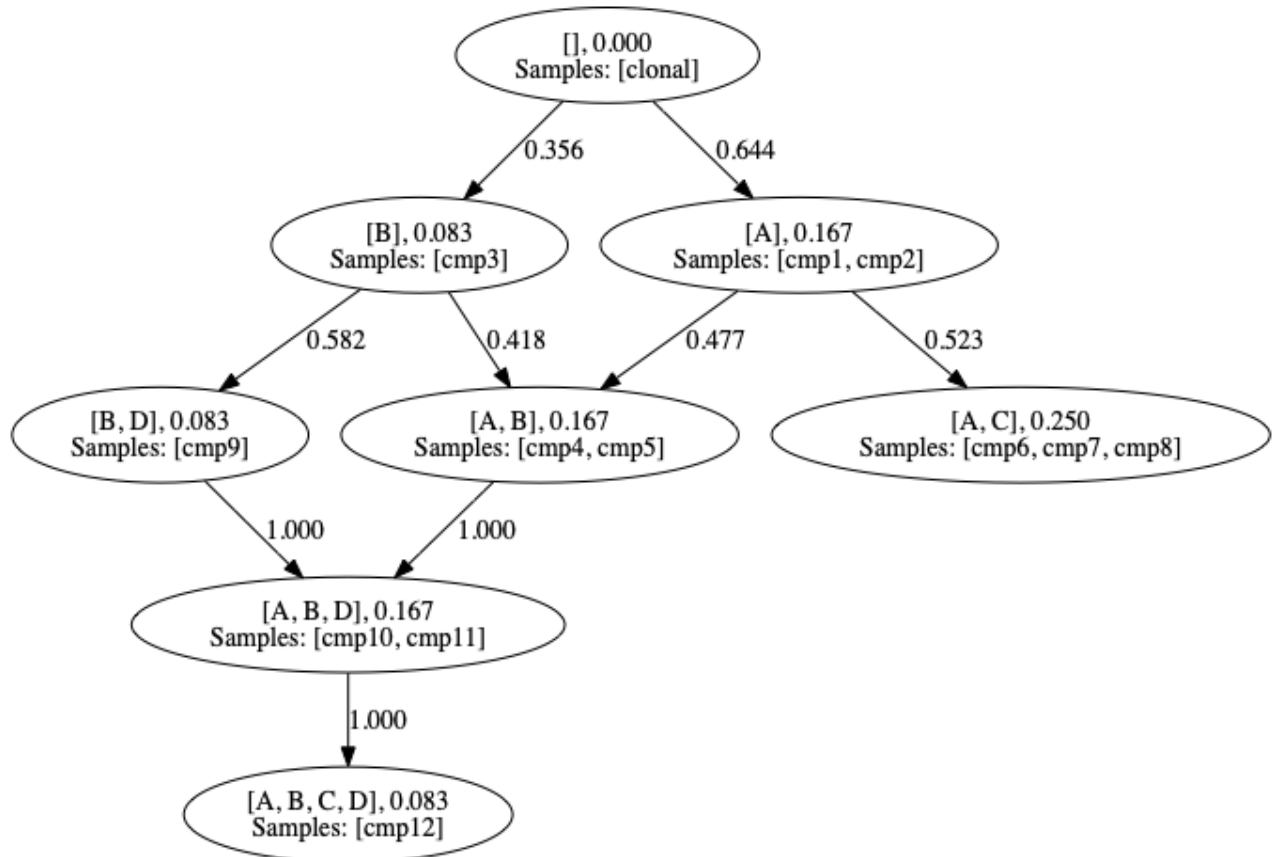 [], 0.000
Samples: [clonal]
0.356
0.644
[B], 0.083
Samples: [cmp3]
[A], 0.167
Samples: [cmp1, cmp2]
0.582
0.418
0.477
0.523
[B, D], 0.083
Samples: [cmp9]
[A, B], 0.167
Samples: [cmp4, cmp5]
[A, C], 0.250
Samples: [cmp6, cmp7, cmp8]
1.000
1.000
[A, B, D], 0.167
Samples: [cmp10, cmp11]
1.000
[A, B, C, D], 0.083
Samples: [cmp12]